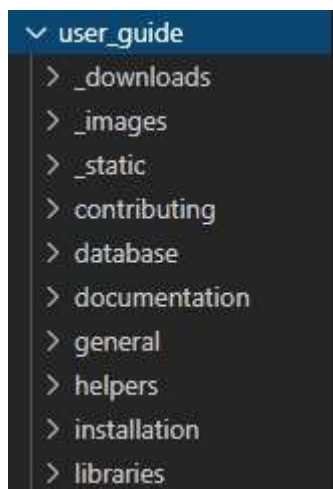 user_guide
_downloads
_images
_static
contributing
database
documentation
general
helpers
installation
libraries